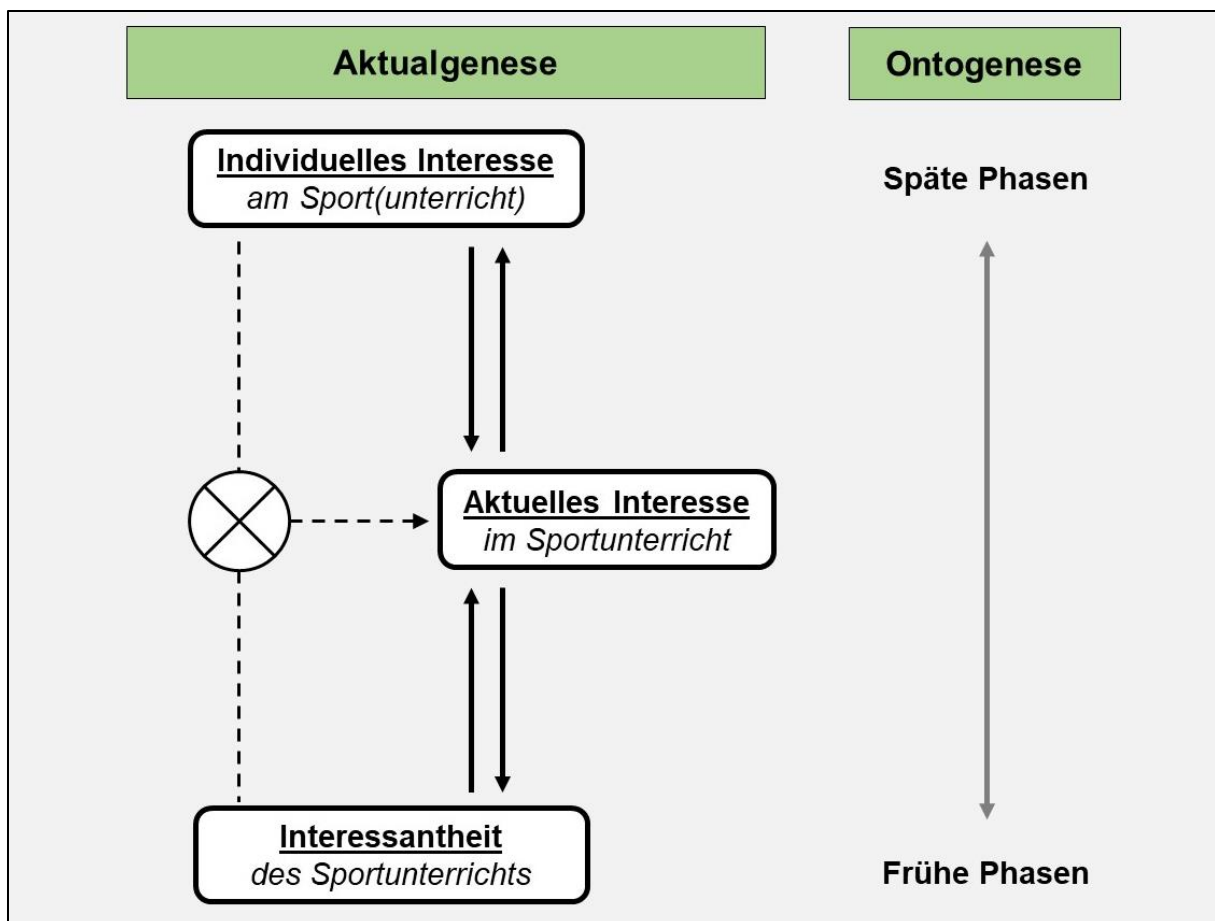 Aktualgenese
Ontogenese
Individuelles Interesse
am Sport(unterricht)
Späte Phasen
Aktuelles Interesse
im Sportunterricht
Interessantheit
des Sportunterrichts
Frühe Phasen